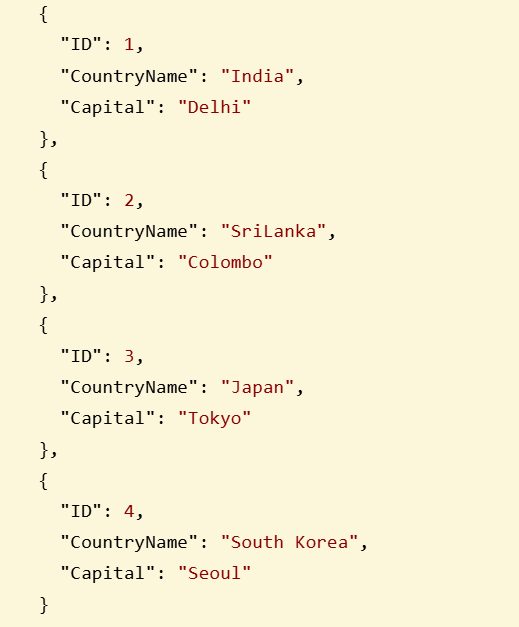 {
"ID": 1,
"CountryName": "India",
"Capital": "Delhi"
},
{
"ID": 2,
"CountryName": "SriLanka",
"Capital": "Colombo"
},
{
"ID": 3,
"CountryName": "Japan",
"Capital": "Tokyo"
},
{
"ID": 4,
"CountryName": "South Korea",
"Capital": "Seoul"
}